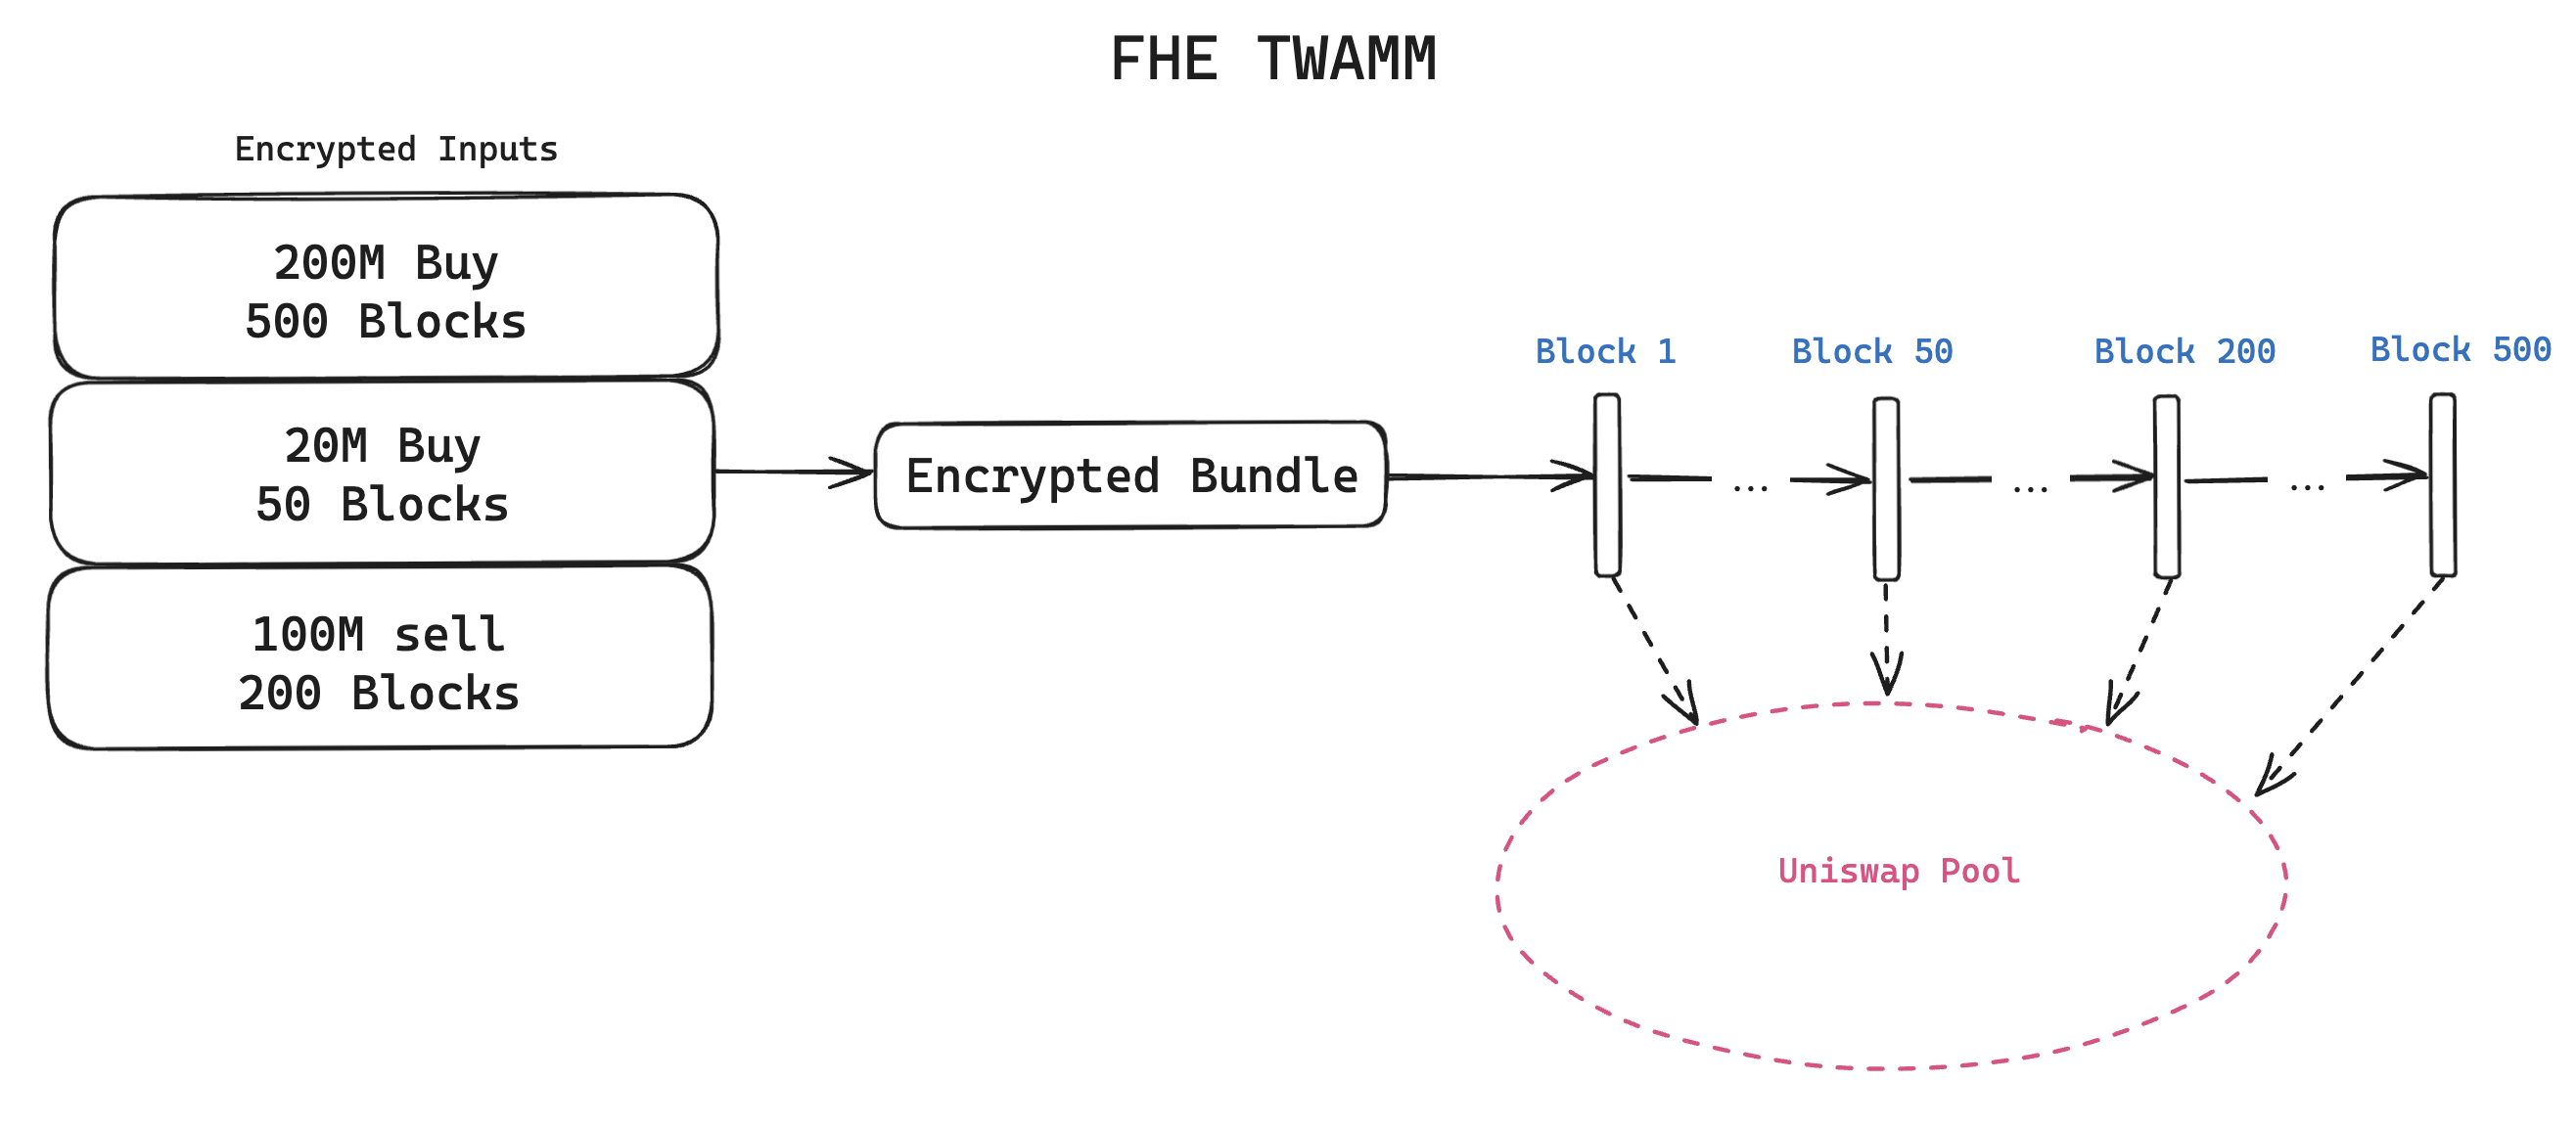 FHE TWAMM
Encrypted Inputs
200M Buy
500 Blocks
20M Buy
50 Blocks
100M sell
200 Blocks
Encrypted Bundle
Block 1
Block 50
Block 200
Block 500
...
...
...
Uniswap Pool